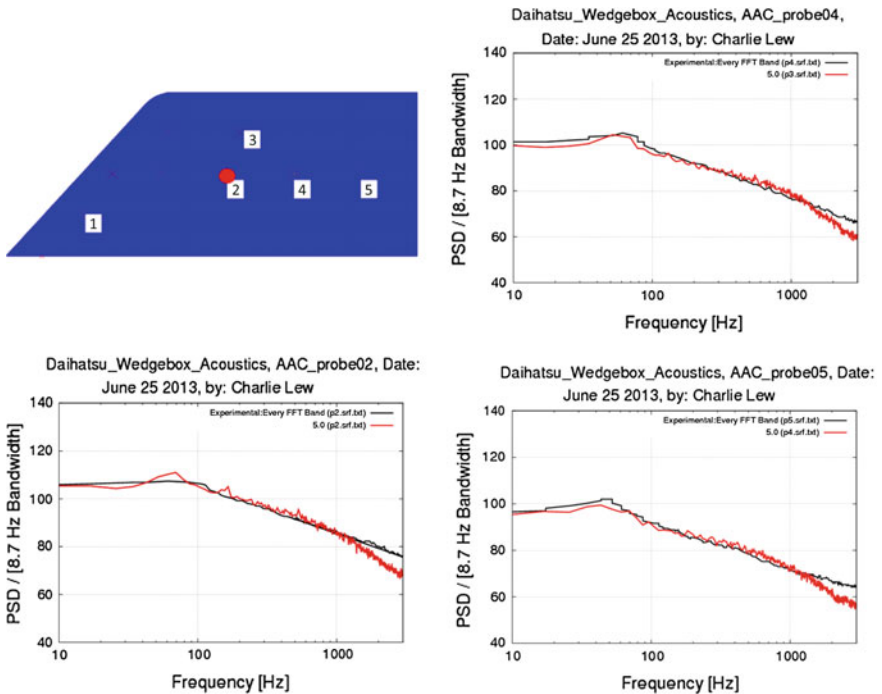 3
2
4
5
1
Daihatsu_Wedgebox_Acoustics, AAC_probe04,
Date: June 25 2013, by: Charlie Lew
Experimental:Every FFT Band (p4.srf.txt)
5.0 (p3.srf.txt)
PSD / [8.7 Hz Bandwidth]
140
120
100
80
60
40
10
100
1000
Frequency [Hz]
Daihatsu_Wedgebox_Acoustics, AAC_probe02, Date:
June 25 2013, by: Charlie Lew
Experimental:Every FFT Band (p2.srf.txt)
5.0 (p2.srf.txt)
PSD / [8.7 Hz Bandwidth]
140
120
100
80
60
40
10
100
1000
Frequency [Hz]
Daihatsu_Wedgebox_Acoustics, AAC_probe05, Date:
June 25 2013, by: Charlie Lew
Experimental:Every FFT Band (p5.srf.txt)
5.0 (p4.srf.txt)
PSD / [8.7 Hz Bandwidth]
140
120
100
80
60
40
10
100
1000
Frequency [Hz]